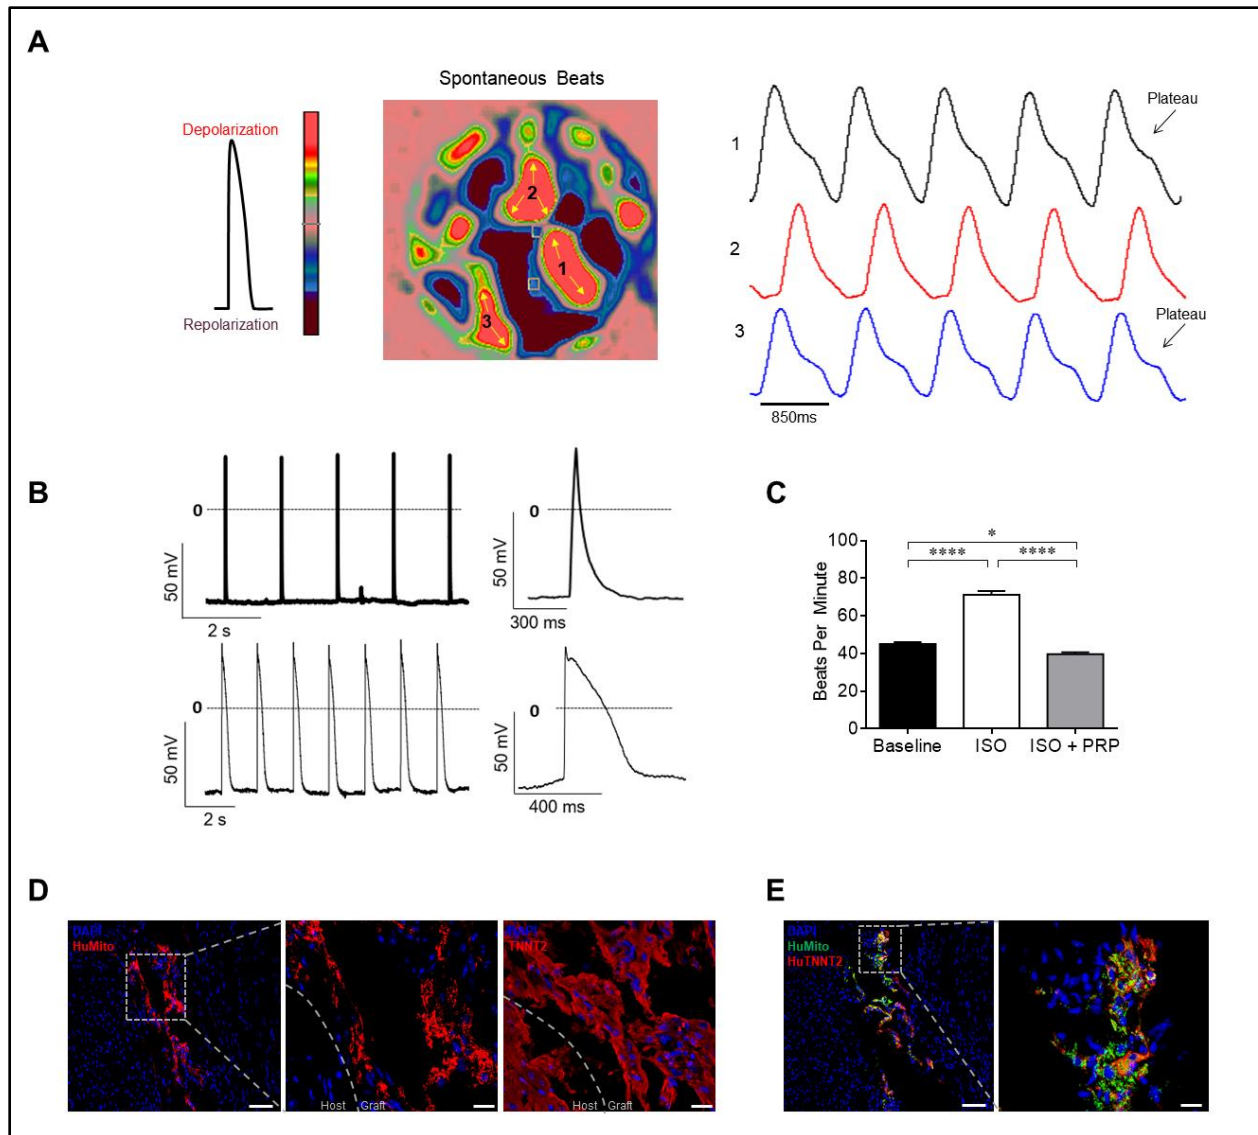 A
Spontaneous Beats
Depolarization
Repolarization
1
2
3
1
Plateau
2
3
Plateau
850ms
B
0
50 mV
2 s
0
50 mV
300 ms
0
50 mV
2 s
0
50 mV
400 ms
C
Beats Per Minute
100
80
60
40
20
0
*
**** ****
Baseline ISO ISO + PRP
D
DAPI
HuMito
Host Graft
DAPI
TNNT2
Host Graft
E
DAPI
HuMito
HuTNNT2